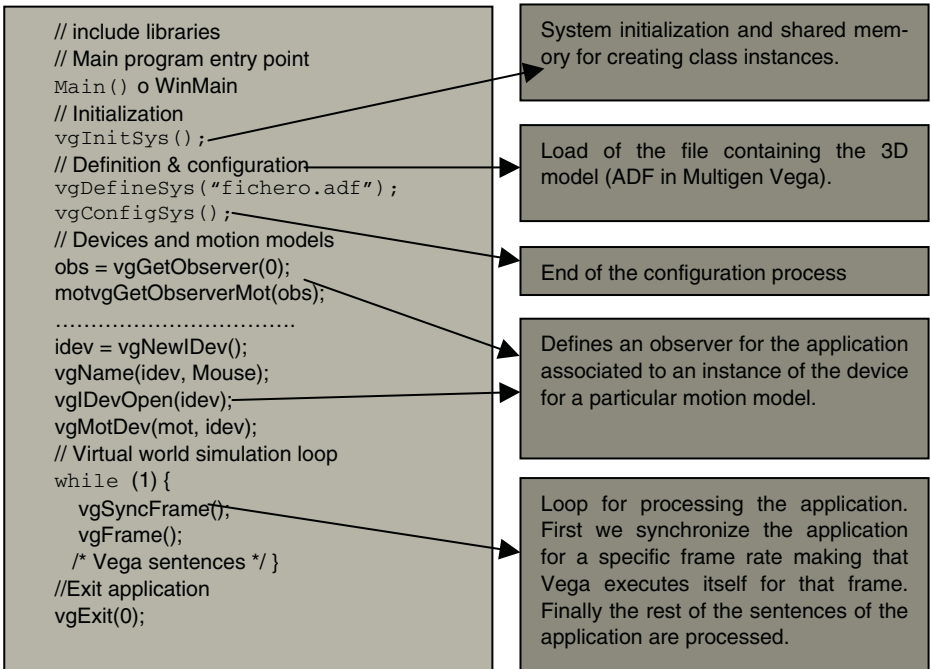 // include libraries
// Main program entry point
Main() o WinMain
// Initialization
vgInitSys();
// Definition & configuration
vgDefineSys(“fichero.adf”);
vgConfigSys();
// Devices and motion models
obs = vgGetObserver(0);
motvgGetObserverMot(obs);
…………………………….
idev = vgNewIDev();
vgName(idev, Mouse);
vgIDevOpen(idev);
vgMotDev(mot, idev);
// Virtual world simulation loop
while (1) {
vgSyncFrame();
vgFrame();
/* Vega sentences */ }
//Exit application
vgExit(0);
System initialization and shared mem-
ory for creating class instances.
Load of the file containing the 3D
model (ADF in Multigen Vega).
End of the configuration process
Defines an observer for the application
associated to an instance of the device
for a particular motion model.
Loop for processing the application.
First we synchronize the application
for a specific frame rate making that
Vega executes itself for that frame.
Finally the rest of the sentences of the
application are processed.